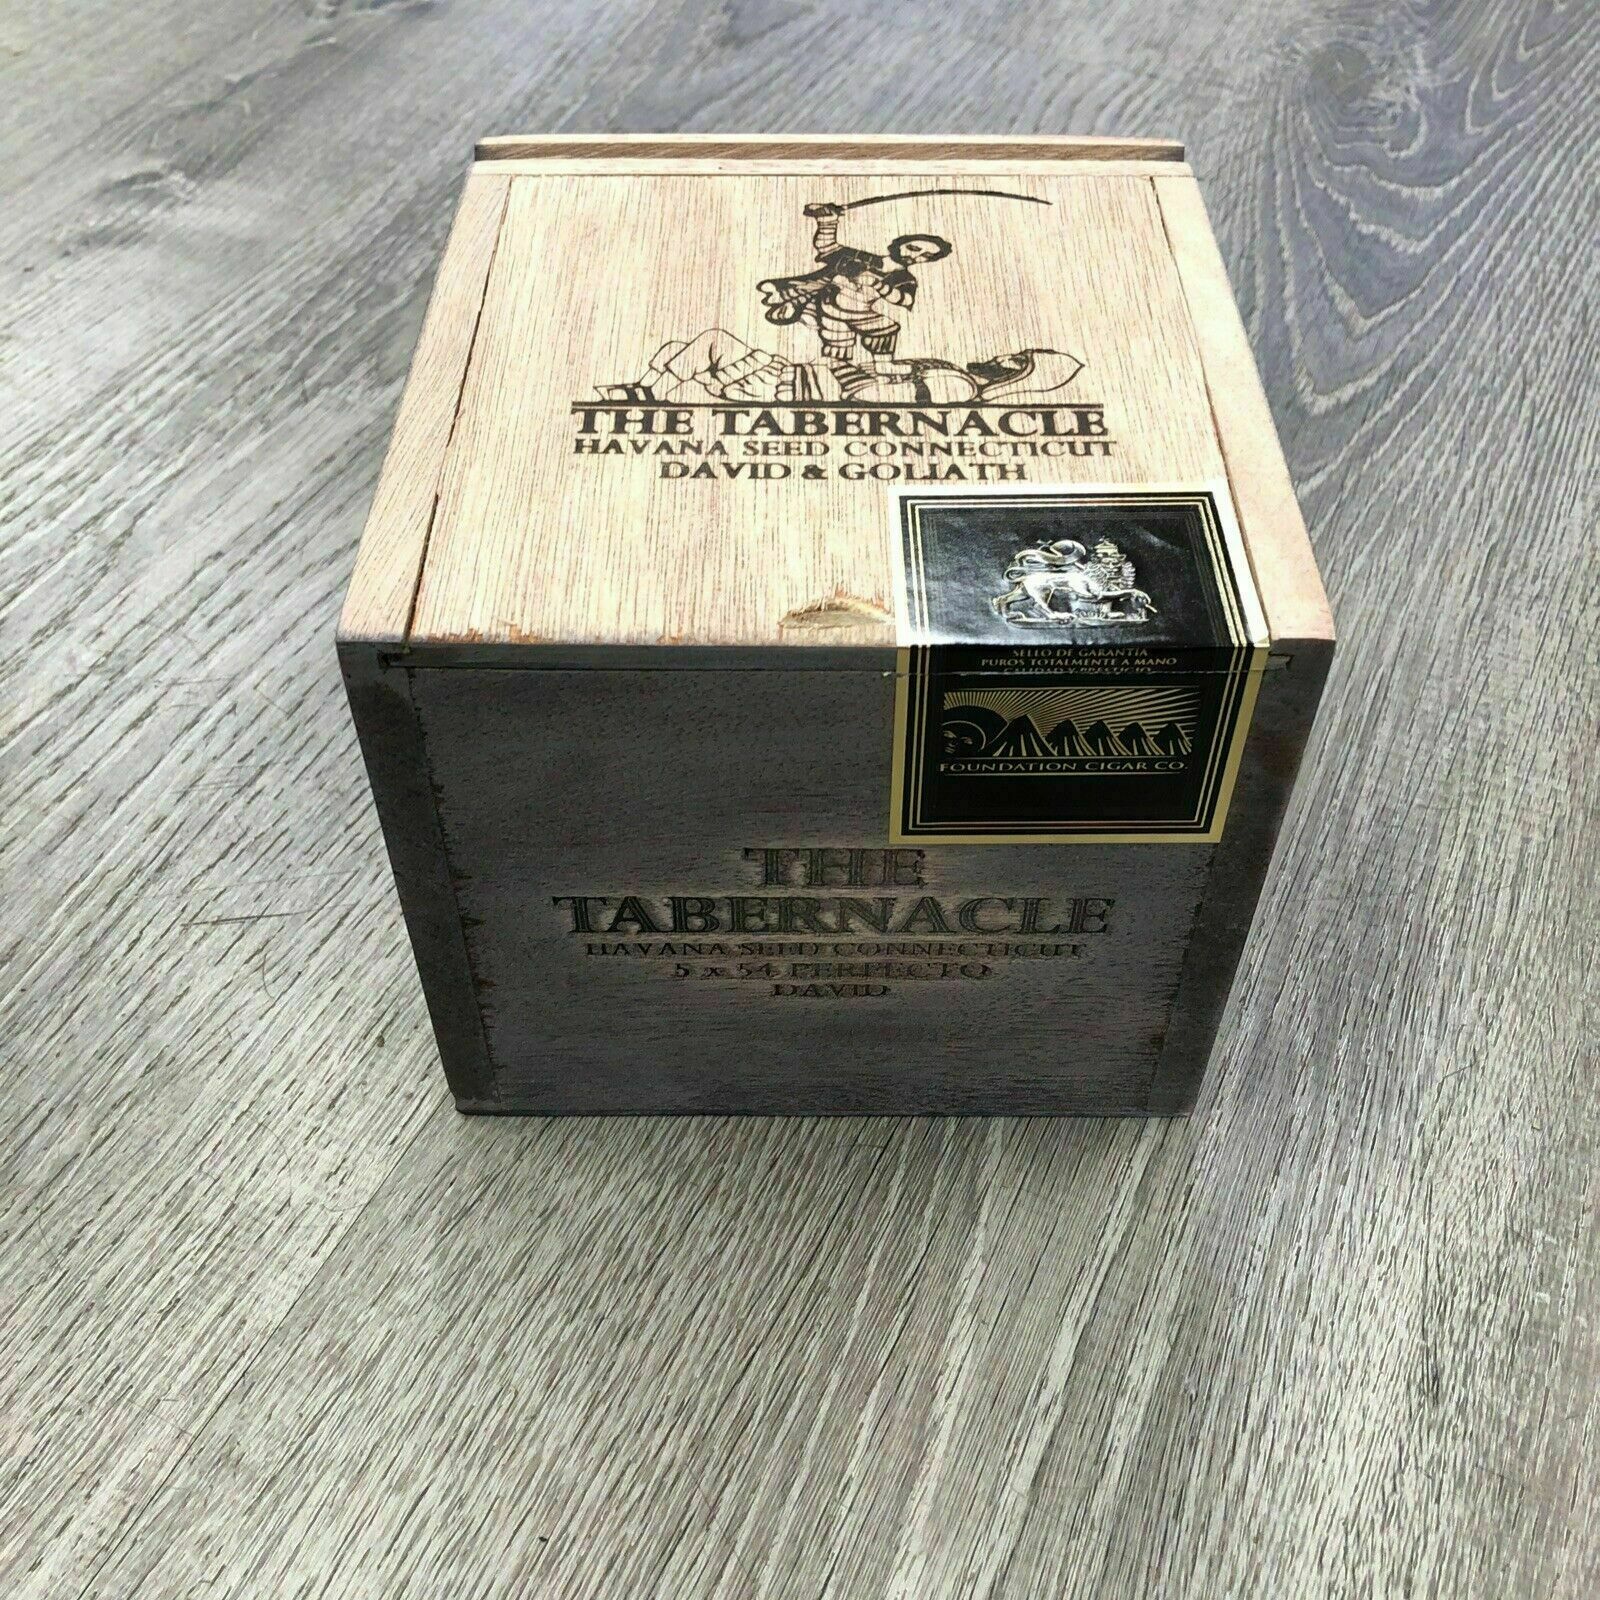 THE TABERNACLE
HAVANA SEED CONNECTICUT
DAVID & GOLIATH
SELLO DE GARANTIA
PUROS TOTALMENTE A MANO
CALIDAD Y
FOUNDATION CIGAR CO.
THE
TABERNACLE
HAVANA SEED CONNECTICUT
5 x 54 PERFECTO
DAVID